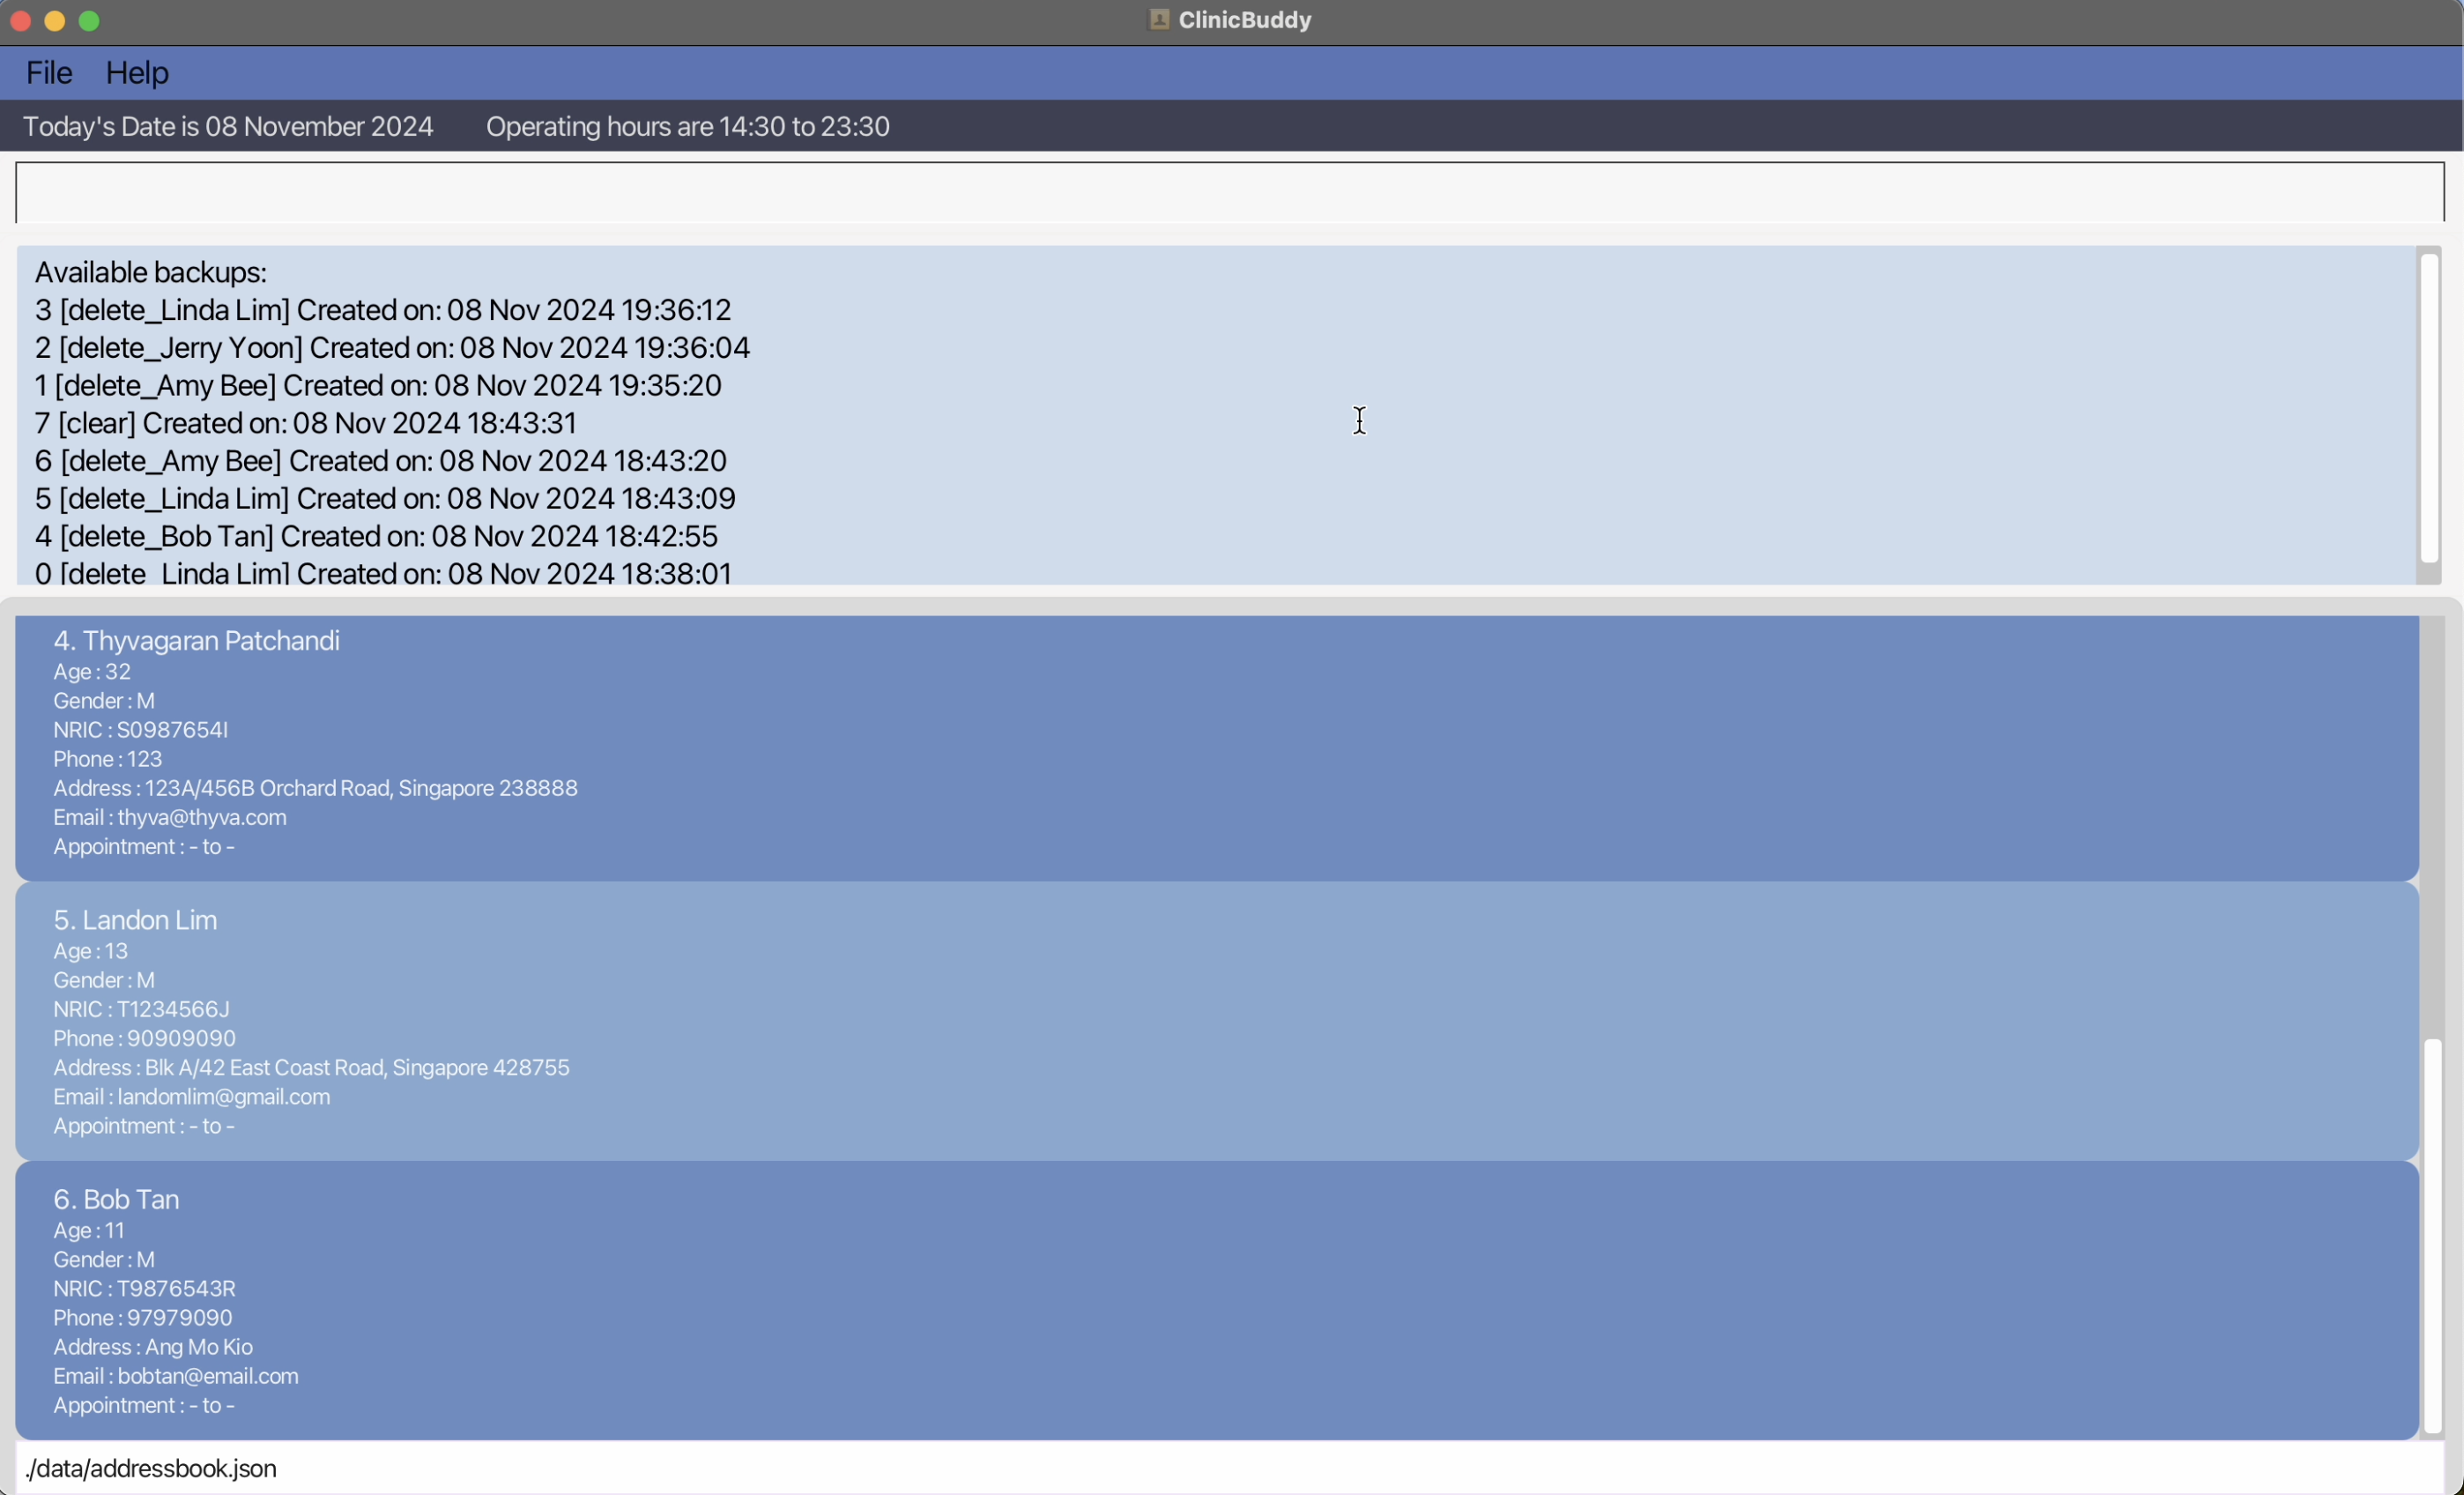 ClinicBuddy
File Help
Today's Date is 08 November 2024 Operating hours are 14:30 to 23:30
Available backups:
3 [delete_Linda Lim] Created on: 08 Nov 2024 19:36:12
2 [delete_Jerry Yoon] Created on: 08 Nov 2024 19:36:04
1 [delete_Amy Bee] Created on: 08 Nov 2024 19:35:20
7 [clear] Created on: 08 Nov 2024 18:43:31
6 [delete_Amy Bee] Created on: 08 Nov 2024 18:43:20
5 [delete_Linda Lim] Created on: 08 Nov 2024 18:43:09
4 [delete_Bob Tan] Created on: 08 Nov 2024 18:42:55
0 [delete_Linda Lim] Created on: 08 Nov 2024 18:38:01
4. Thyvagaran Patchandi
Age : 32
Gender : M
NRIC : S0987654I
Phone : 123
Address : 123A/456B Orchard Road, Singapore 238888
Email : thyva@thyva.com
Appointment : - to -
5. Landon Lim
Age : 13
Gender : M
NRIC : T1234566J
Phone : 90909090
Address : Blk A/42 East Coast Road, Singapore 428755
Email : landomlim@gmail.com
Appointment : - to -
6. Bob Tan
Age : 11
Gender : M
NRIC : T9876543R
Phone : 97979090
Address : Ang Mo Kio
Email : bobtan@email.com
Appointment : - to -
./data/addressbook.json